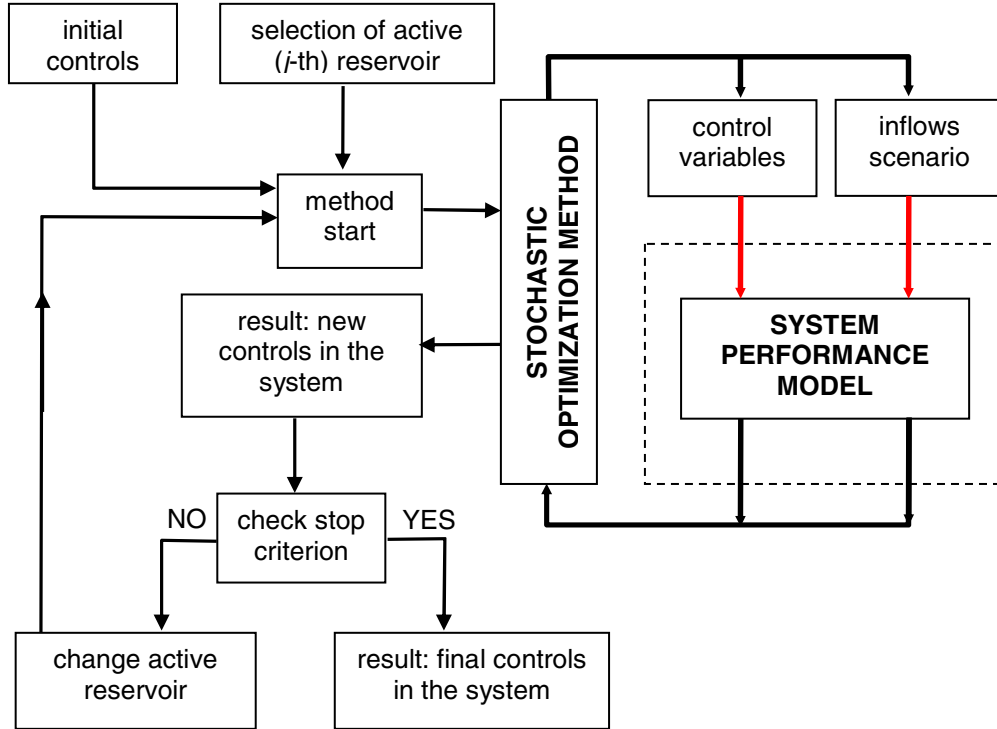 initial
controls
selection of active
(j-th) reservoir
control
variables
inflows
scenario
method
start
STOCHASTIC
OPTIMIZATION METHOD
result: new
controls in the
system
SYSTEM
PERFORMANCE
MODEL
NO
check stop
criterion
YES
change active
reservoir
result: final controls
in the system